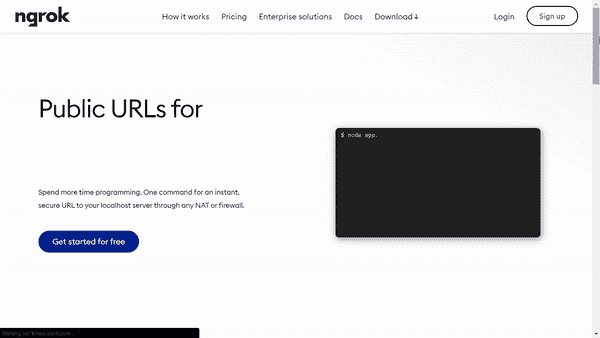 ngrok
How it works Pricing Enterprise solutions Docs Download ↓ Login Sign up
Public URLs for
$ node app.
Spend more time programming. One command for an instant,
secure URL to your localhost server through any NAT or firewall.
Get started for free
Waiting for